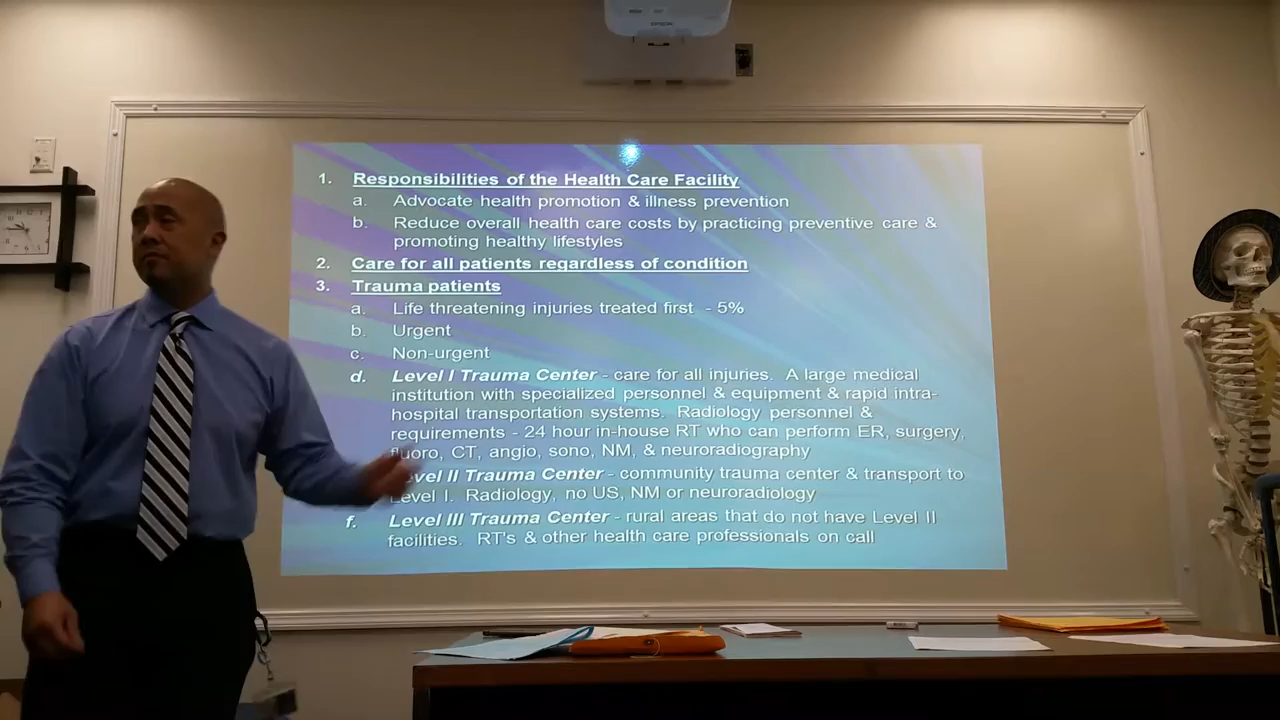 EPSON
1. Responsibilities of the Health Care Facility
a. Advocate health promotion & illness prevention
b. Reduce overall health care costs by practicing preventive care &
promoting healthy lifestyles
2. Care for all patients regardless of condition
3. Trauma patients
a. Life threatening injuries treated first - 5%
b. Urgent
c. Non-urgent
d. Level I Trauma Center - care for all injuries. A large medical
institution with specialized personnel & equipment & rapid intra-
hospital transportation systems. Radiology personnel &
requirements - 24 hour in-house RT who can perform ER, surgery,
fluoro, CT, angio, sono, NM, & neuroradiography
evel II Trauma Center - community trauma center & transport to
Level I. Radiology, no US, NM or neuroradiology
f. Level III Trauma Center - rural areas that do not have Level II
facilities. RT's & other health care professionals on call